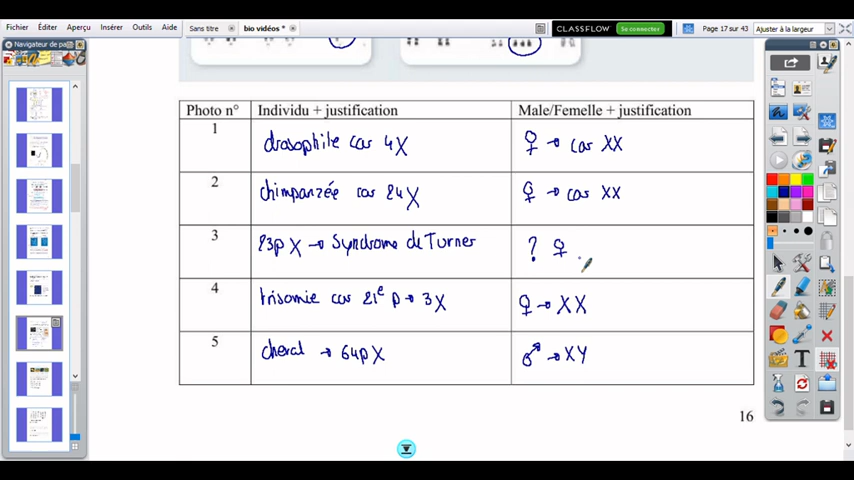 Fichier Édition Aperçu Insérer Outils Aide
Sans titre
bio vidéos *
CLASSFLOW
Se connecter
Page 17 sur 43
Ajuster à la largeur
Navigateur de pa
Photo n° Individu + justification Male/Femelle + justification
1 drosophile car 4X ♀ → car XX
2 chimpanzée car 24X ♀ → car XX
3 23p X → Syndrome de Turner ? ♀
4 trisomie car 21e p → 3X ♀ → XX
5 cheval → 64p X ♂ → XY
16